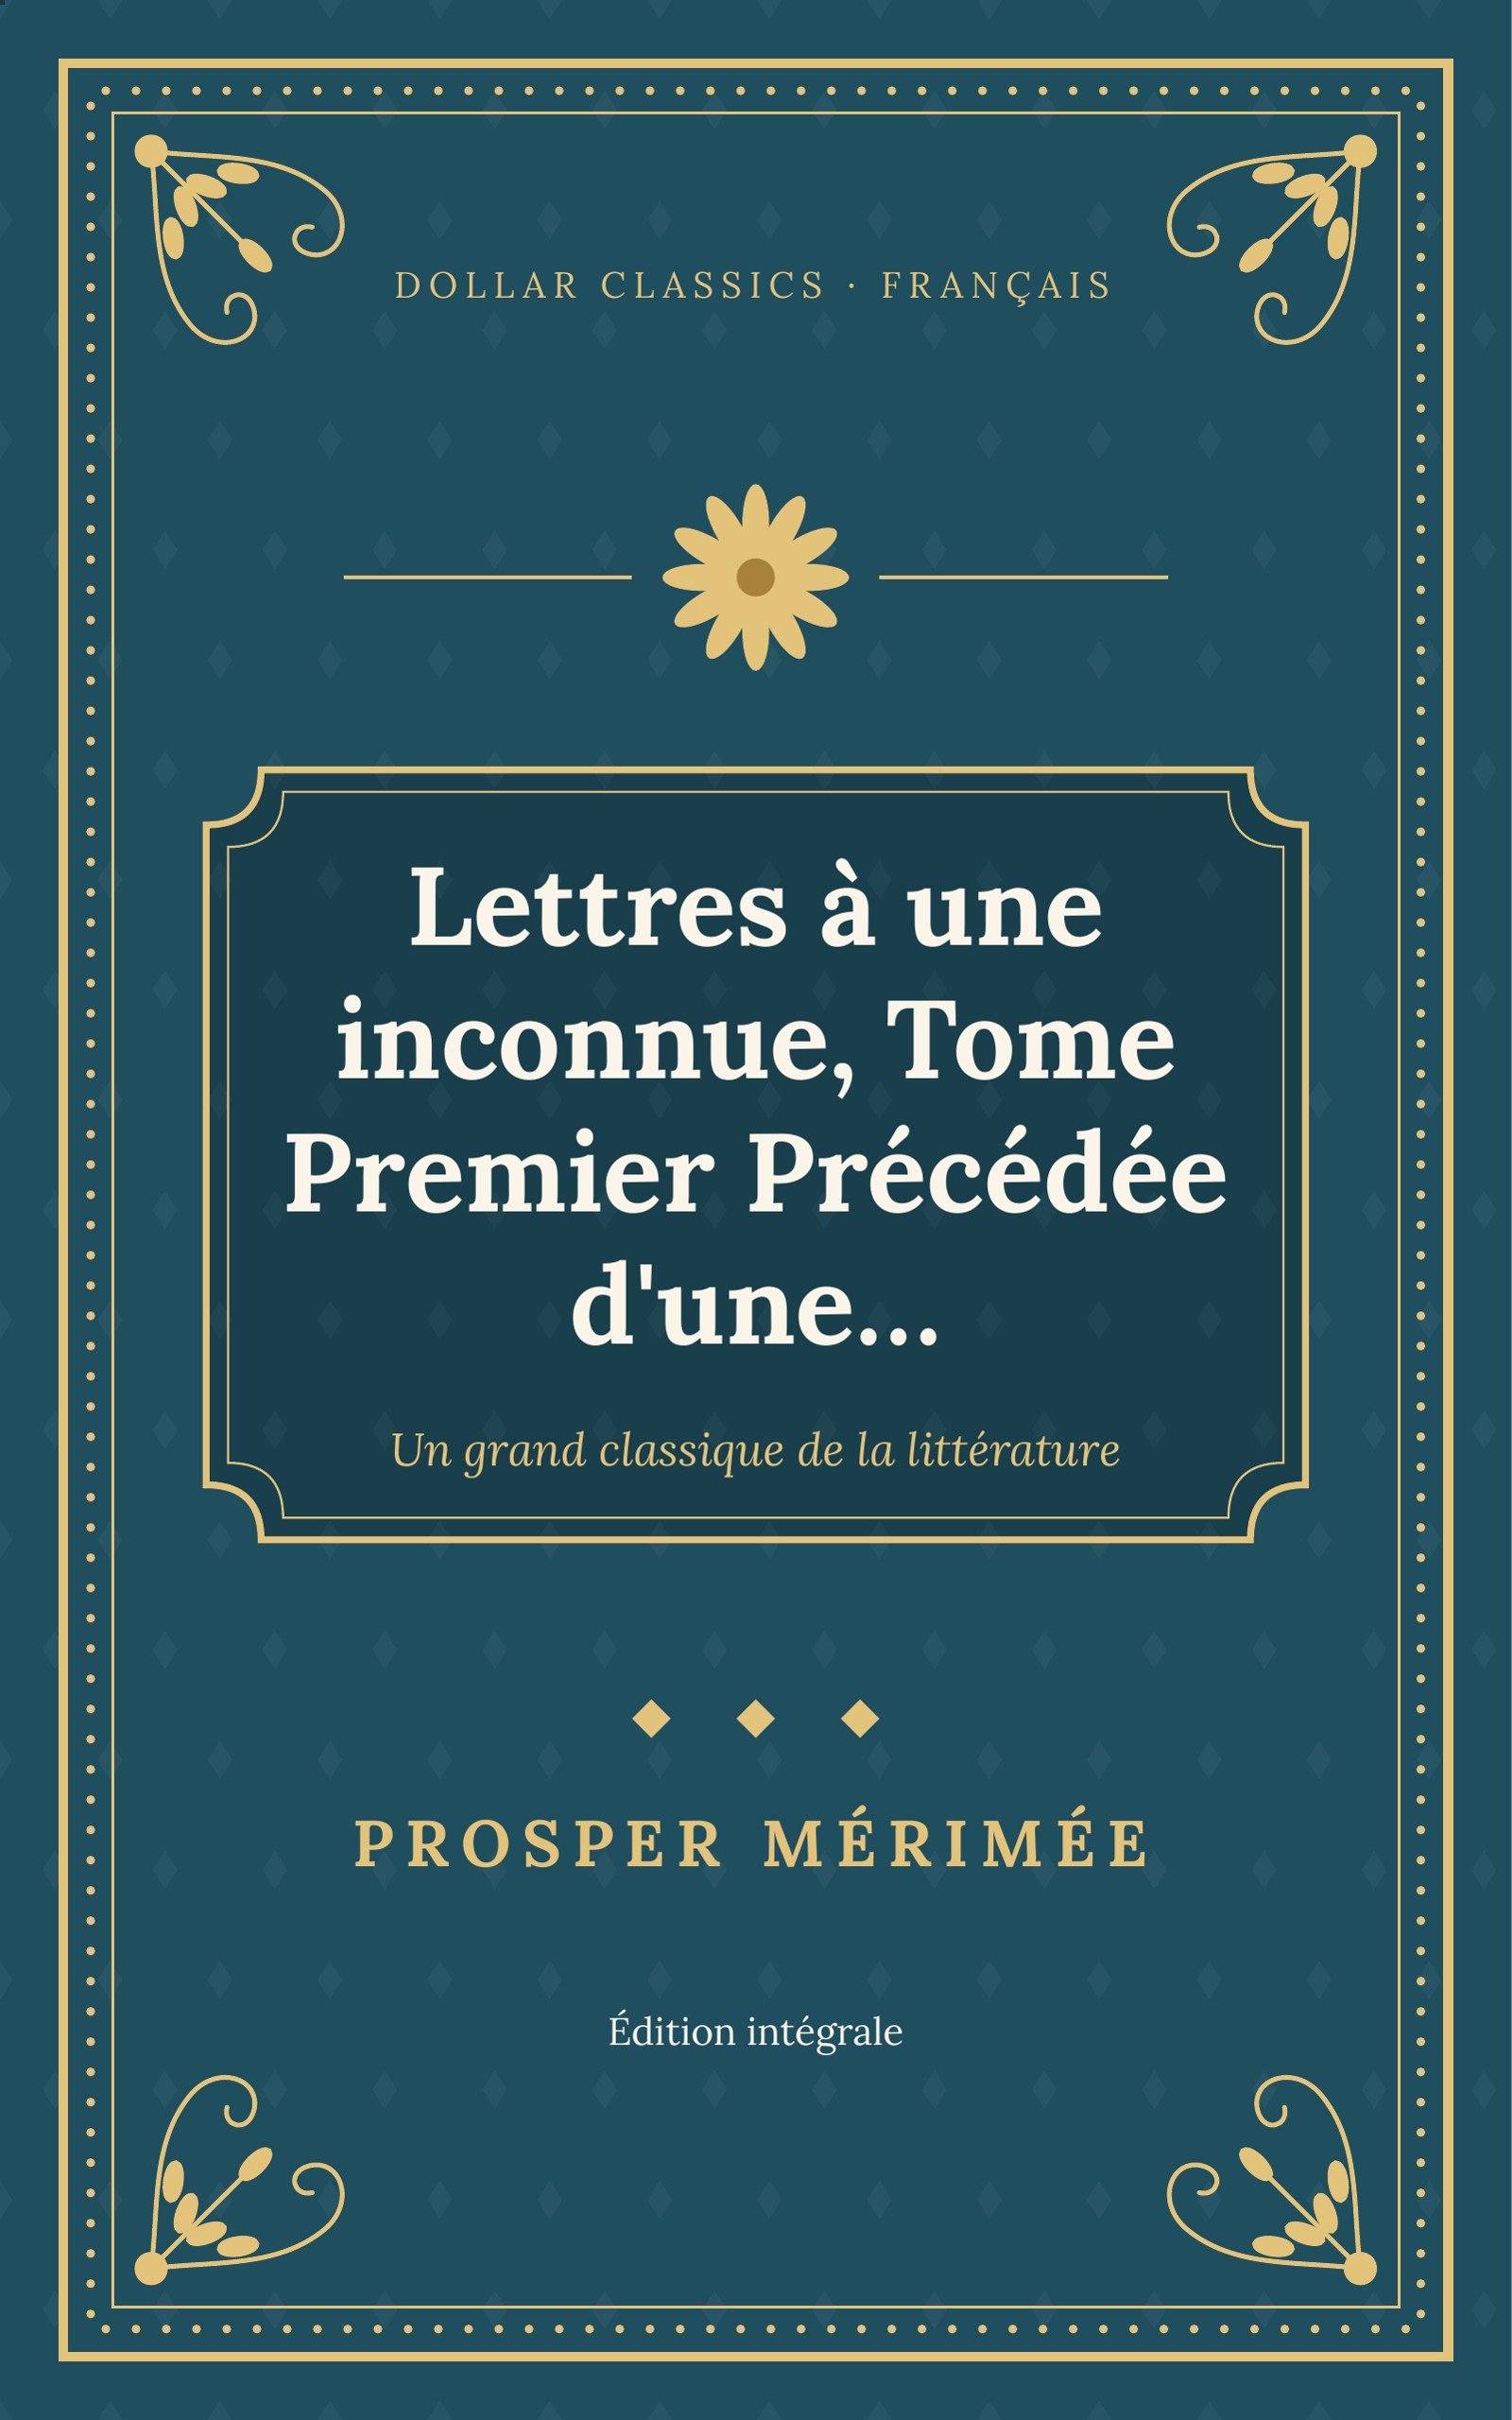 DOLLAR CLASSICS · FRANÇAIS
Lettres à une
inconnue, Tome
Premier Précédée
d'une...
Un grand classique de la littérature
PROSPER MÉRIMÉE
Édition intégrale